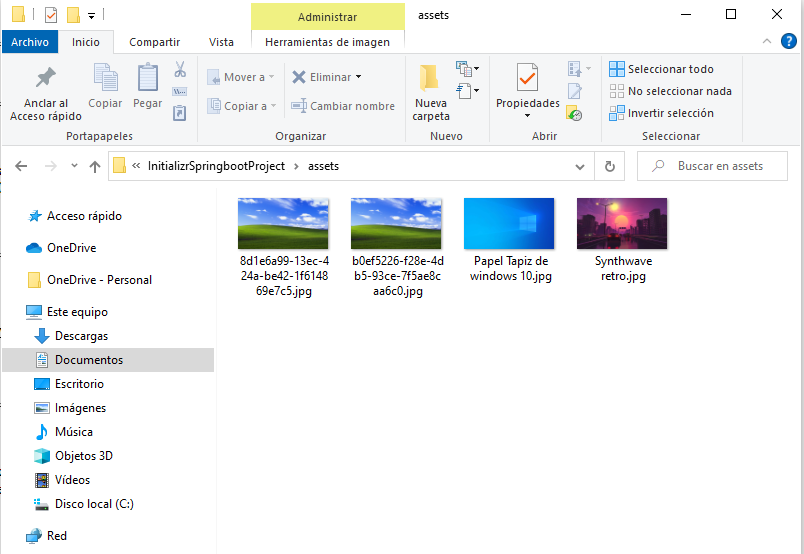 Administrar
assets
Archivo
Inicio
Compartir
Vista
Herramientas de imagen
Anclar al
Acceso rápido
Copiar
Pegar
Mover a
Copiar a
Eliminar
Cambiar nombre
Nueva
carpeta
Propiedades
Seleccionar todo
No seleccionar nada
Invertir selección
Portapapeles
Organizar
Nuevo
Abrir
Seleccionar
InitializrSpringbootProject
assets
Buscar en assets
Acceso rápido
OneDrive
OneDrive - Personal
Este equipo
Descargas
Documentos
Escritorio
Imágenes
Música
Objetos 3D
Vídeos
Disco local (C:)
Red
8d1e6a99-13ec-4
24a-be42-1f6148
69e7c5.jpg
b0ef5226-f28e-4d
b5-93ce-7f5ae8c
aa6c0.jpg
Papel Tapiz de
windows 10.jpg
Synthwave
retro.jpg